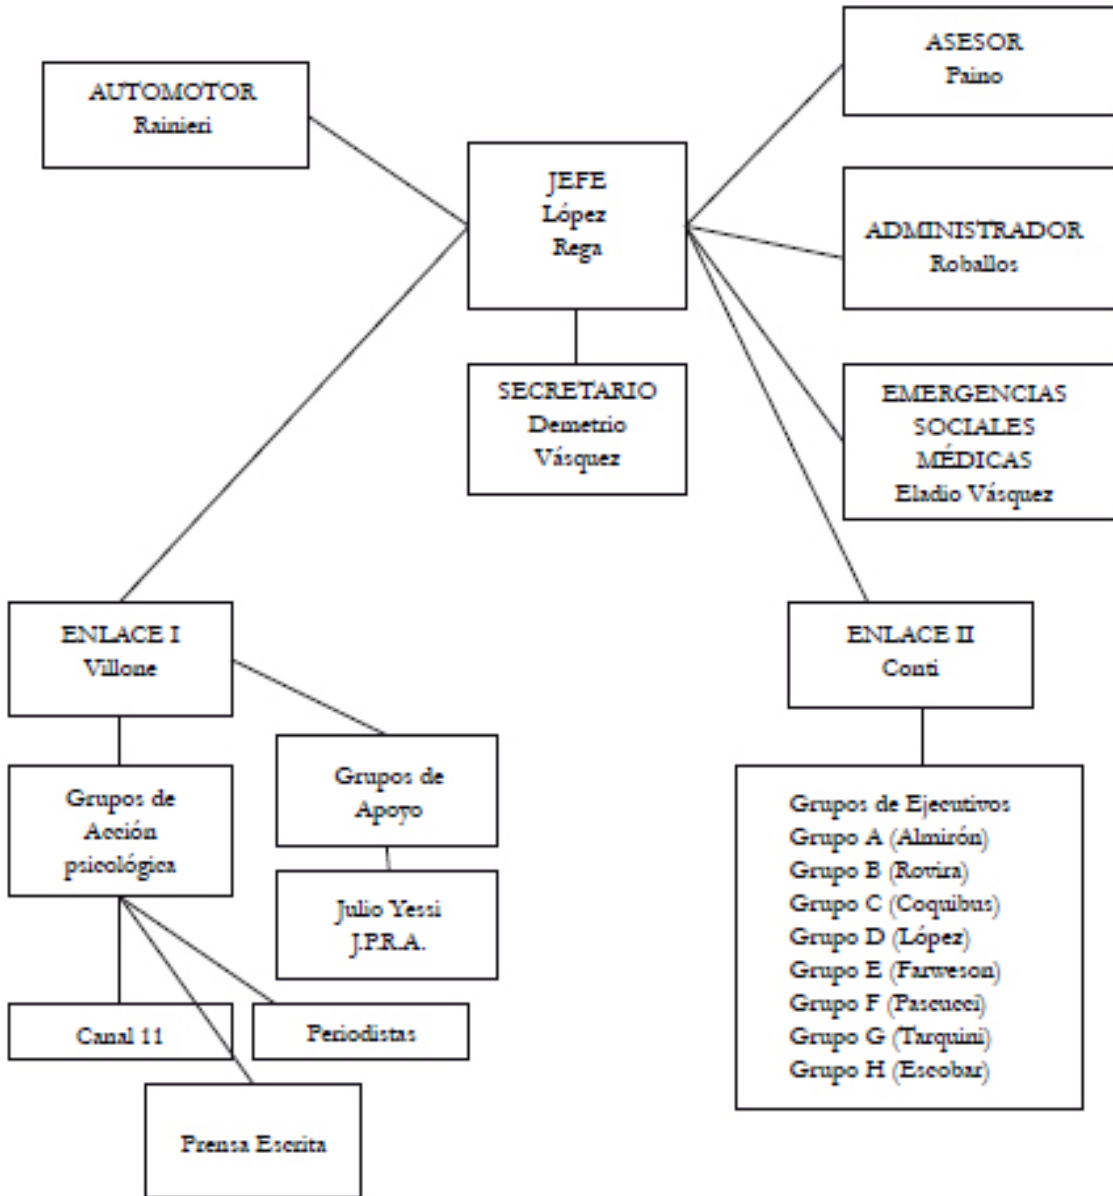 ASESOR
Paino
AUTOMOTOR
Rainieri
JEFE
López
Rega
ADMINISTRADOR
Roballos
SECRETARIO
Demetrio
Vásquez
EMERGENCIAS
SOCIALES
MÉDICAS
Eladio Vásquez
ENLACE I
Villone
ENLACE II
Conti
Grupos de
Acción
psicológica
Grupos de
Apoyo
Julio Yessi
J.P.R.A.
Canal 11
Periodistas
Prensa Escrita
Grupos de Ejecutivos
Grupo A (Almirón)
Grupo B (Rovira)
Grupo C (Coquibus)
Grupo D (López)
Grupo E (Farweson)
Grupo F (Pascucci)
Grupo G (Tarquini)
Grupo H (Escobar)